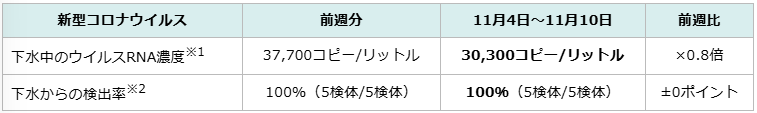 新型コロナウイルス 前週分 11月4日～11月10日 前週比
下水中のウイルスRNA濃度※1 37,700コピー/リットル 30,300コピー/リットル ×0.8倍
下水からの検出率※2 100%（5検体/5検体） 100%（5検体/5検体） ±0ポイント